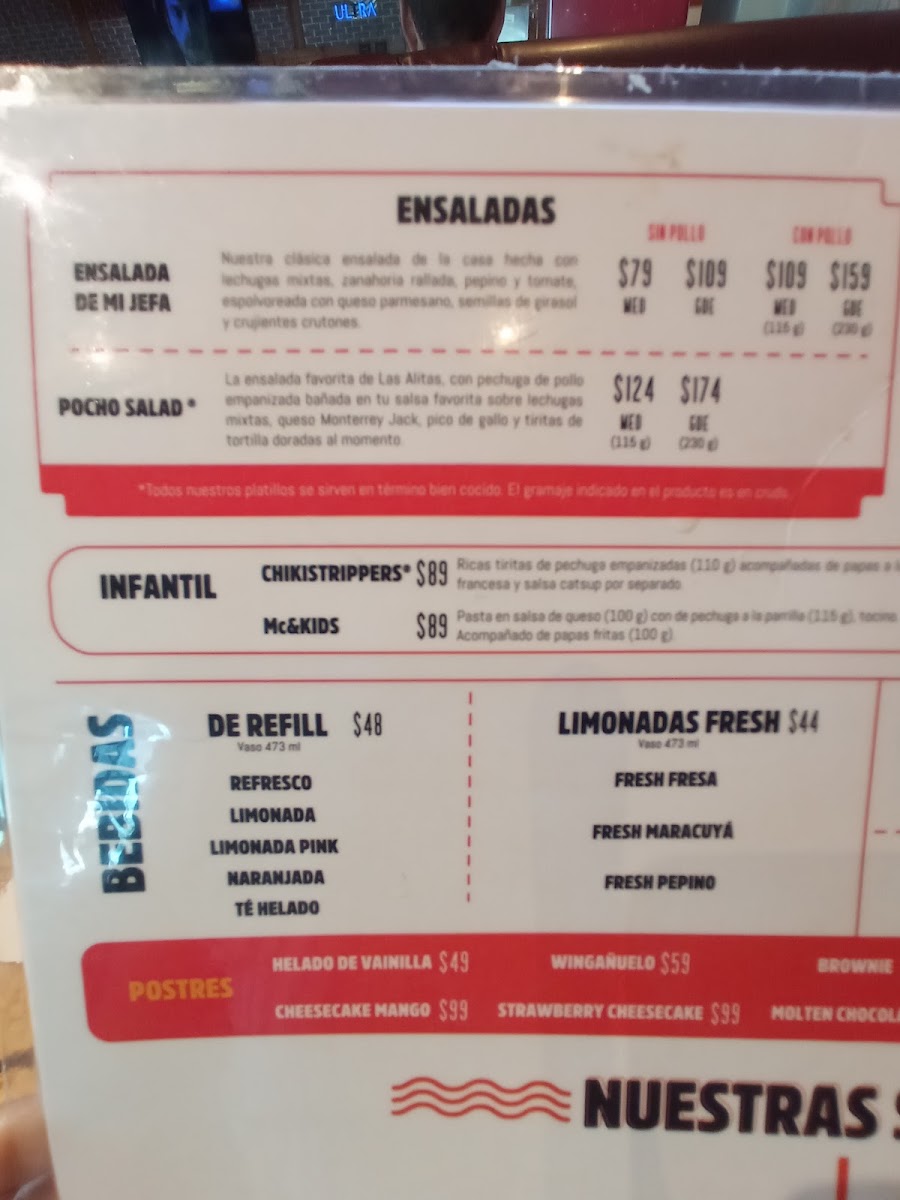 ULTRA
ENSALADAS
SIN POLLO
CON POLLO
ENSALADA
DE MI JEFA
Nuestra clásica ensalada de la casa hecha con
lechugas mixtas, zanahoria rallada, pepino y tomate,
espolvoreada con queso parmesano, semillas de girasol
y crujientes crutones.
$79 $109 $109 $159
MED GDE MED GDE
(115 g) (230 g)
POCHO SALAD*
La ensalada favorita de Las Alitas, con pechuga de pollo
empanizada bañada en tu salsa favorita sobre lechugas
mixtas, queso Monterrey Jack, pico de gallo y tiritas de
tortilla doradas al momento.
$124 $174
MED GDE
(115 g) (230 g)
*Todos nuestros platillos se sirven en término bien cocido. El gramaje indicado en el producto es en crudo.
INFANTIL
CHIKISTRIPPERS* $89
Ricas tiritas de pechuga empanizadas (110 g) acompañadas de papas a l
francesa y salsa catsup por separado.
Mc&KIDS $89
Pasta en salsa de queso (100 g) con de pechuga a la parrilla (115 g), tocino
Acompañado de papas fritas (100 g).
BEBIDAS
DE REFILL $48
Vaso 473 ml
REFRESCO
LIMONADA
LIMONADA PINK
NARANJADA
TÉ HELADO
LIMONADAS FRESH $44
Vaso 473 ml
FRESH FRESA
FRESH MARACUYÁ
FRESH PEPINO
POSTRES
HELADO DE VAINILLA $49 WINGAÑUELO $59 BROWNIE
CHEESECAKE MANGO $99 STRAWBERRY CHEESECAKE $99 MOLTEN CHOCOLA
NUESTRAS S